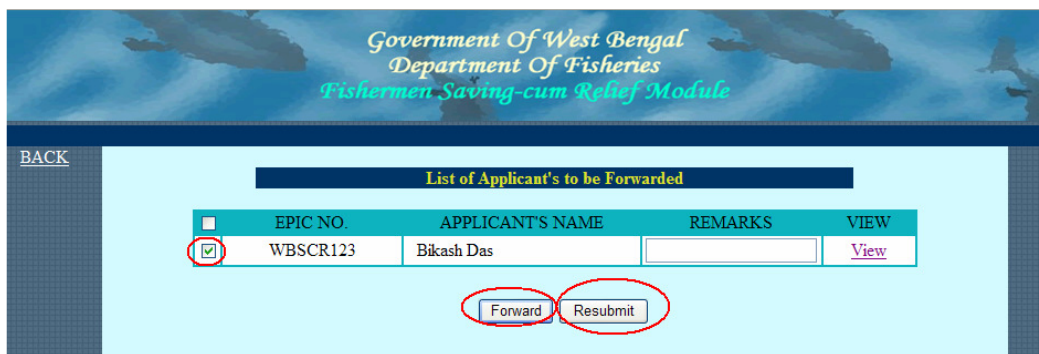 Government Of West Bengal
Department Of Fisheries
Fishermen Saving-cum Relief Module
BACK
List of Applicant's to be Forwarded
EPIC NO. APPLICANT'S NAME REMARKS VIEW
WBSCR123 Bikash Das View
Forward Resubmit